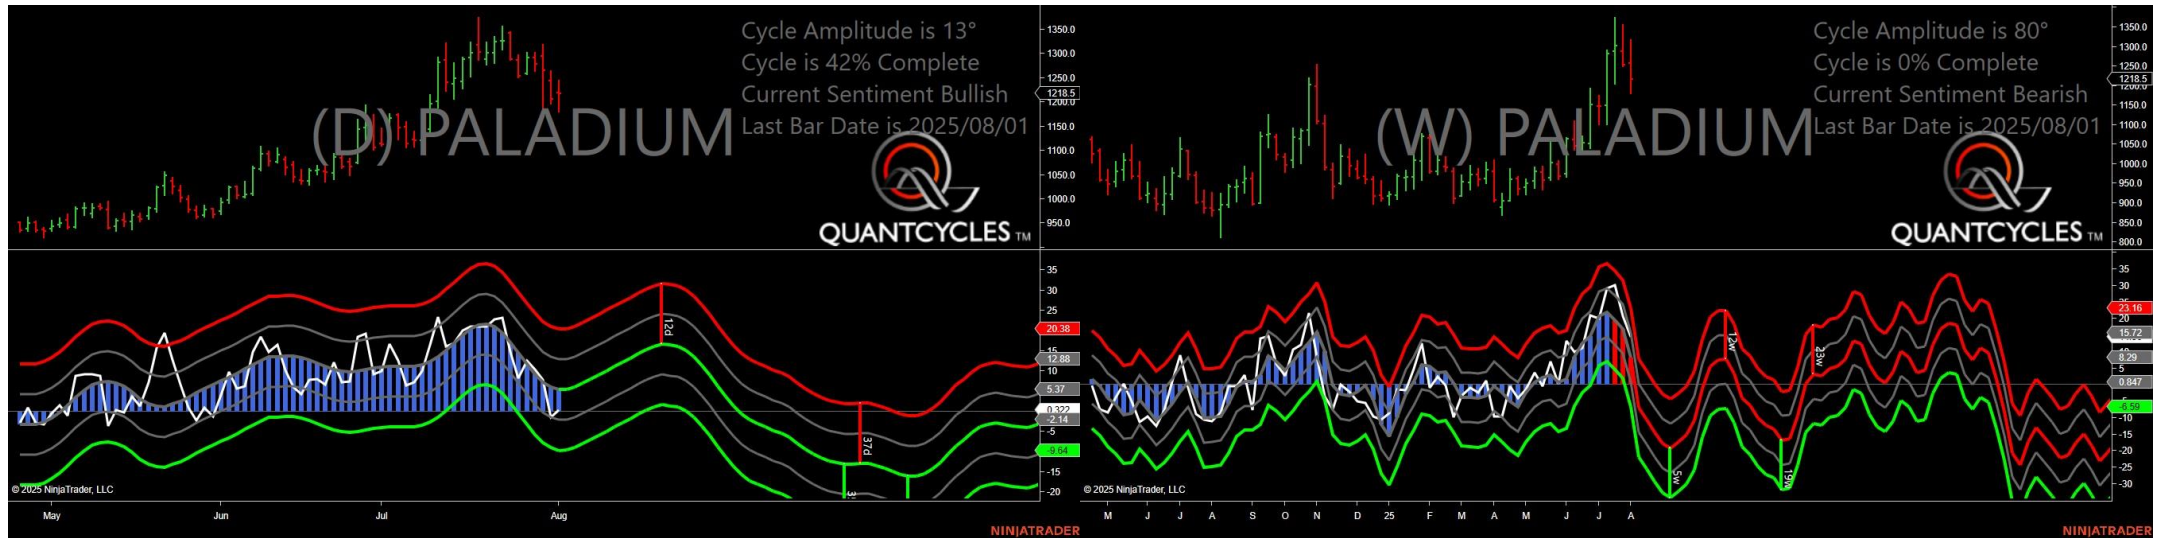 Cycle Amplitude is 13°
Cycle is 42% Complete
Current Sentiment Bullish
Last Bar Date is 2025/08/01
(D) PALADIUM
QUANTCYCLES TM
1350.0
1300.0
1250.0
1218.5
1200.0
1150.0
1100.0
1050.0
1000.0
950.0
35
30
25
20.38
15
12.88
10
5.37
0.322
-2.14
-5
-9.64
-15
-20
12d
37d
© 2025 NinjaTrader, LLC
May Jun Jul Aug
NINJATRADER
Cycle Amplitude is 80°
Cycle is 0% Complete
Current Sentiment Bearish
Last Bar Date is 2025/08/01
(W) PALADIUM
QUANTCYCLES TM
1350.0
1300.0
1250.0
1218.5
1200.0
1150.0
1100.0
1050.0
1000.0
950.0
900.0
850.0
800.0
35
30
23.16
20
15.72
8.29
5
0.847
-5
-6.59
-10
-15
-20
-25
-30
12w
23w
5w
19w
© 2025 NinjaTrader, LLC
M J J A S O N D 25 F M A M J J A
NINJATRADER